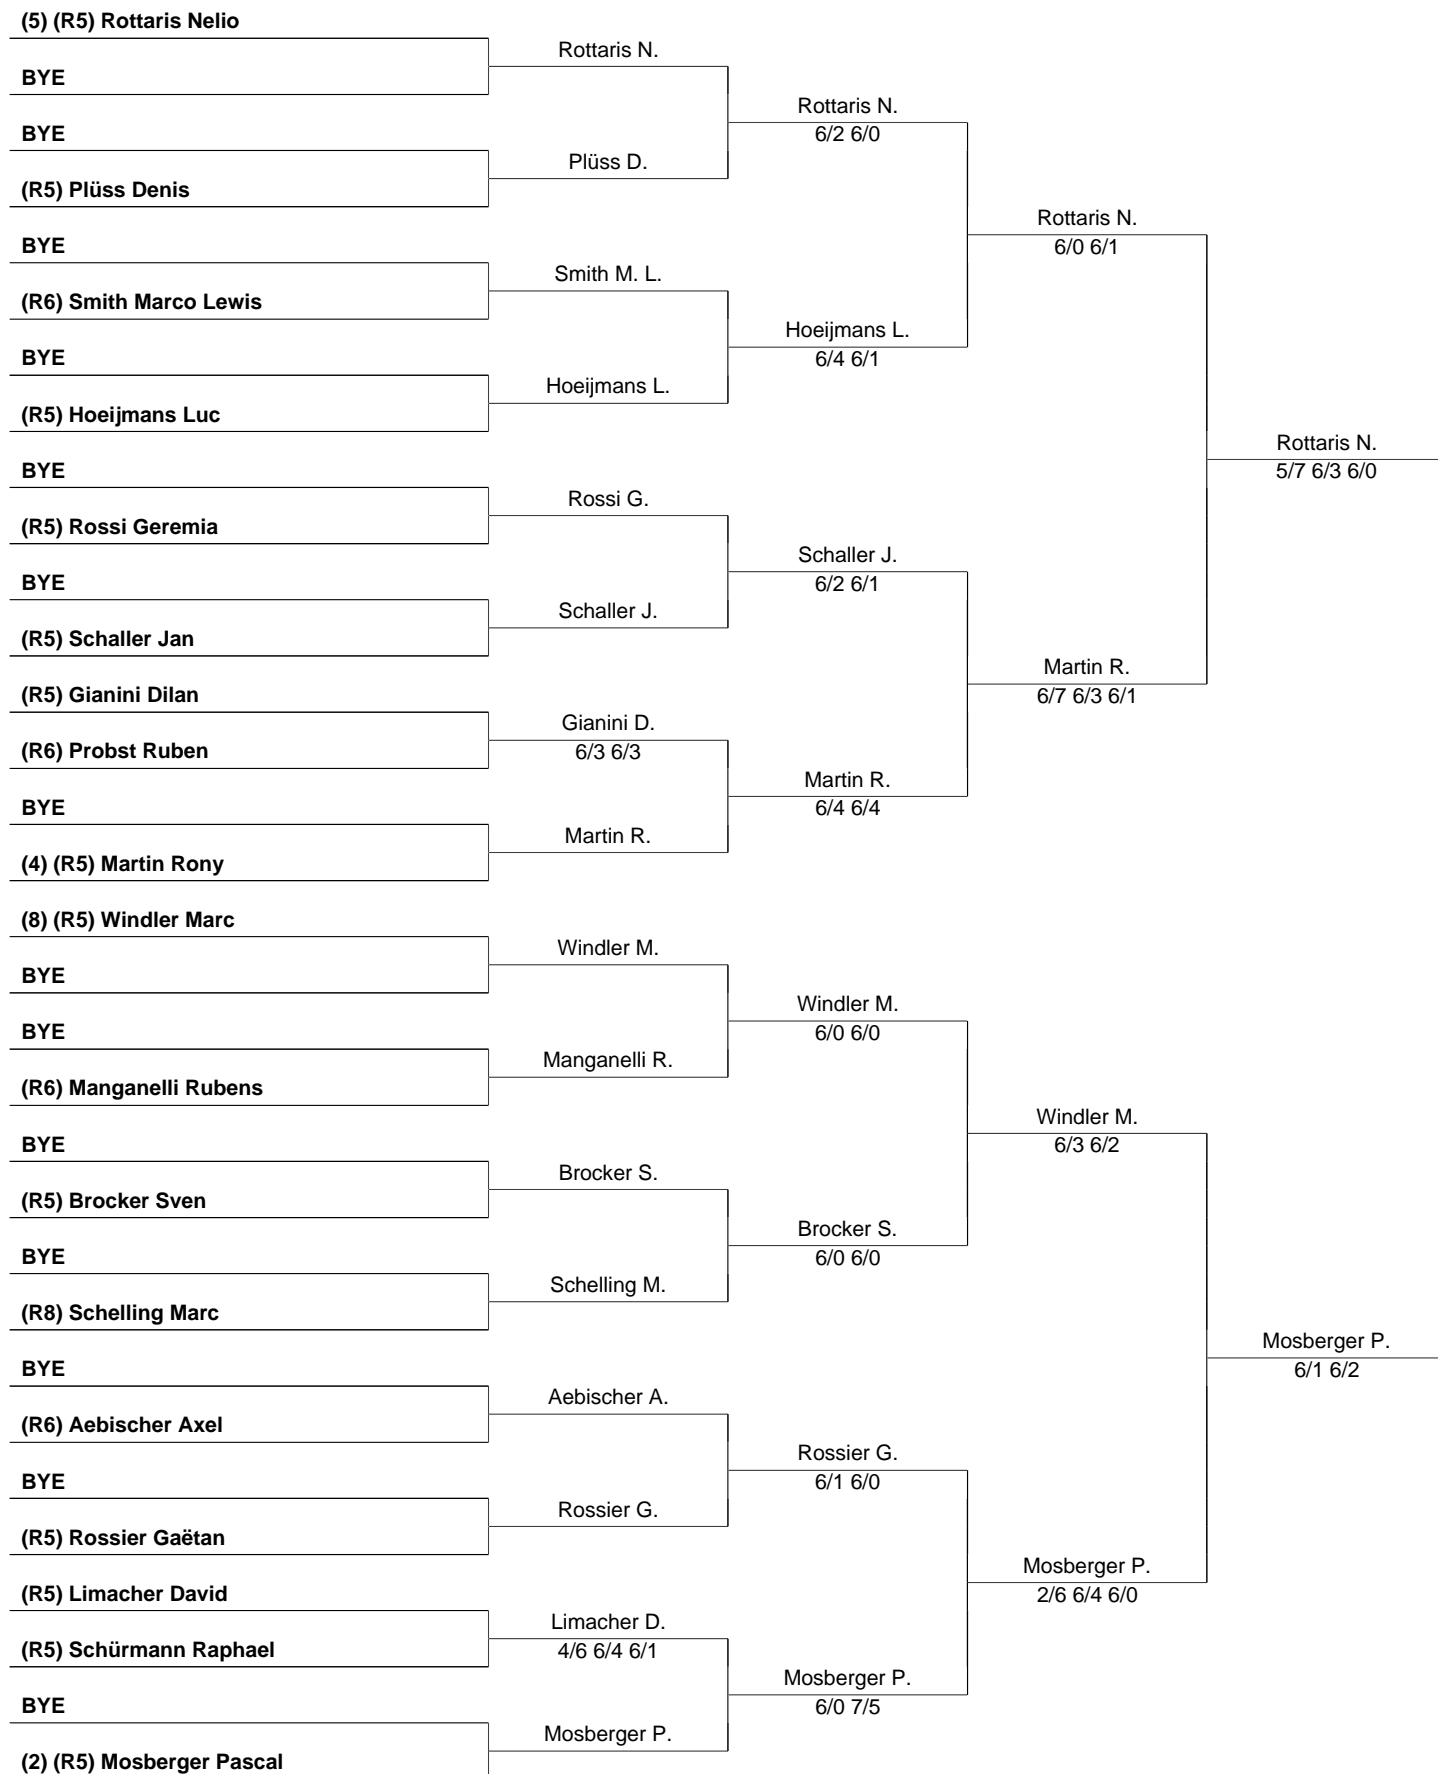 (5) (R5) Rottaris Nelio
Rottaris N.
BYE
Rottaris N.
6/2 6/0
BYE
Plüss D.
(R5) Plüss Denis
Rottaris N.
6/0 6/1
BYE
Smith M. L.
(R6) Smith Marco Lewis
Hoeijmans L.
6/4 6/1
BYE
Hoeijmans L.
(R5) Hoeijmans Luc
Rottaris N.
5/7 6/3 6/0
BYE
Rossi G.
(R5) Rossi Geremia
Schaller J.
6/2 6/1
BYE
Schaller J.
(R5) Schaller Jan
Martin R.
6/7 6/3 6/1
(R5) Gianini Dilan
Gianini D.
6/3 6/3
(R6) Probst Ruben
Martin R.
6/4 6/4
BYE
Martin R.
(4) (R5) Martin Rony
(8) (R5) Windler Marc
Windler M.
BYE
Windler M.
6/0 6/0
BYE
Manganelli R.
(R6) Manganelli Rubens
Windler M.
6/3 6/2
BYE
Brocker S.
(R5) Brocker Sven
Brocker S.
6/0 6/0
BYE
Schelling M.
(R8) Schelling Marc
Mosberger P.
6/1 6/2
BYE
Aebischer A.
(R6) Aebischer Axel
Rossier G.
6/1 6/0
BYE
Rossier G.
(R5) Rossier Gaëtan
Mosberger P.
2/6 6/4 6/0
(R5) Limacher David
Limacher D.
4/6 6/4 6/1
(R5) Schürmann Raphael
Mosberger P.
6/0 7/5
BYE
Mosberger P.
(2) (R5) Mosberger Pascal